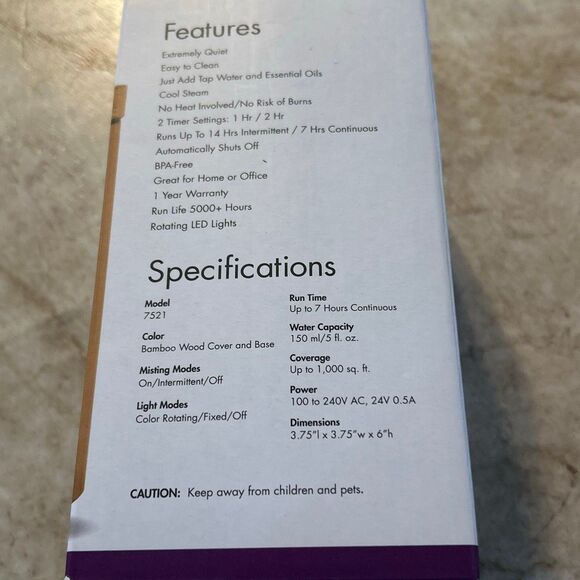 Features
Extremely Quiet
Easy to Clean
Just Add Tap Water and Essential Oils
Cool Steam
No Heat Involved/No Risk of Burns
2 Timer Settings: 1 Hr / 2 Hr
Runs Up To 14 Hrs Intermittent / 7 Hrs Continuous
Automatically Shuts Off
BPA-Free
Great for Home or Office
1 Year Warranty
Run Life 5000+ Hours
Rotating LED Lights
Specifications
Model
7521
Color
Bamboo Wood Cover and Base
Misting Modes
On/Intermittent/Off
Light Modes
Color Rotating/Fixed/Off
Run Time
Up to 7 Hours Continuous
Water Capacity
150 ml/5 fl. oz.
Coverage
Up to 1,000 sq. ft.
Power
100 to 240V AC, 24V 0.5A
Dimensions
3.75"l x 3.75"w x 6"h
CAUTION: Keep away from children and pets.